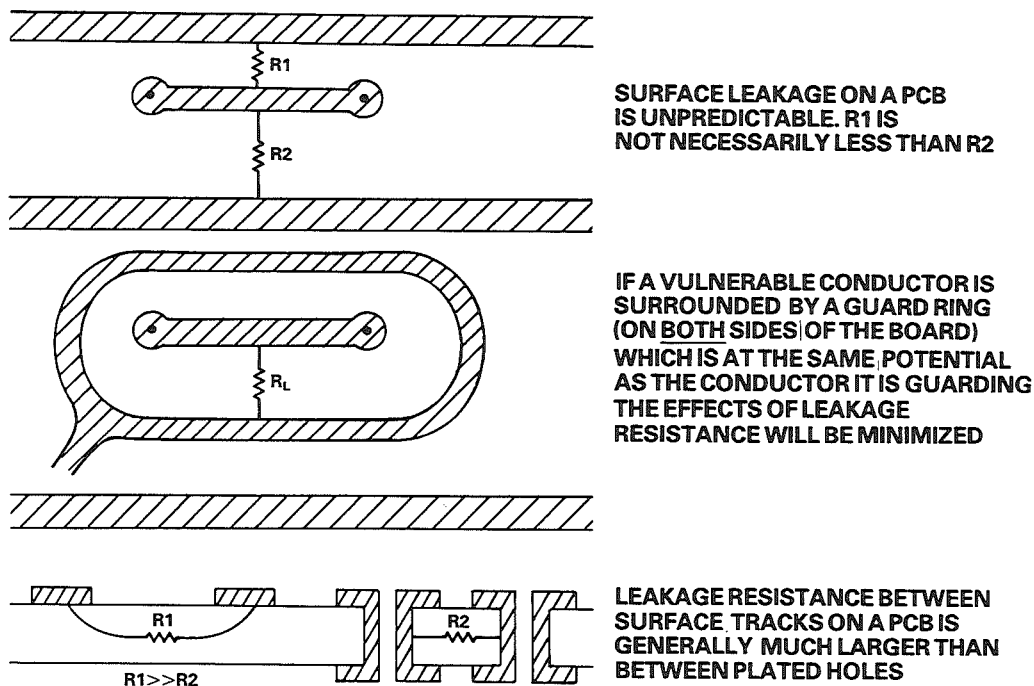 R1
R2
SURFACE LEAKAGE ON A PCB
IS UNPREDICTABLE. R1 IS
NOT NECESSARILY LESS THAN R2
RL
IF A VULNERABLE CONDUCTOR IS
SURROUNDED BY A GUARD RING
(ON BOTH SIDES OF THE BOARD)
WHICH IS AT THE SAME POTENTIAL
AS THE CONDUCTOR IT IS GUARDING
THE EFFECTS OF LEAKAGE
RESISTANCE WILL BE MINIMIZED
R1
R2
R1>>R2
LEAKAGE RESISTANCE BETWEEN
SURFACE TRACKS ON A PCB IS
GENERALLY MUCH LARGER THAN
BETWEEN PLATED HOLES